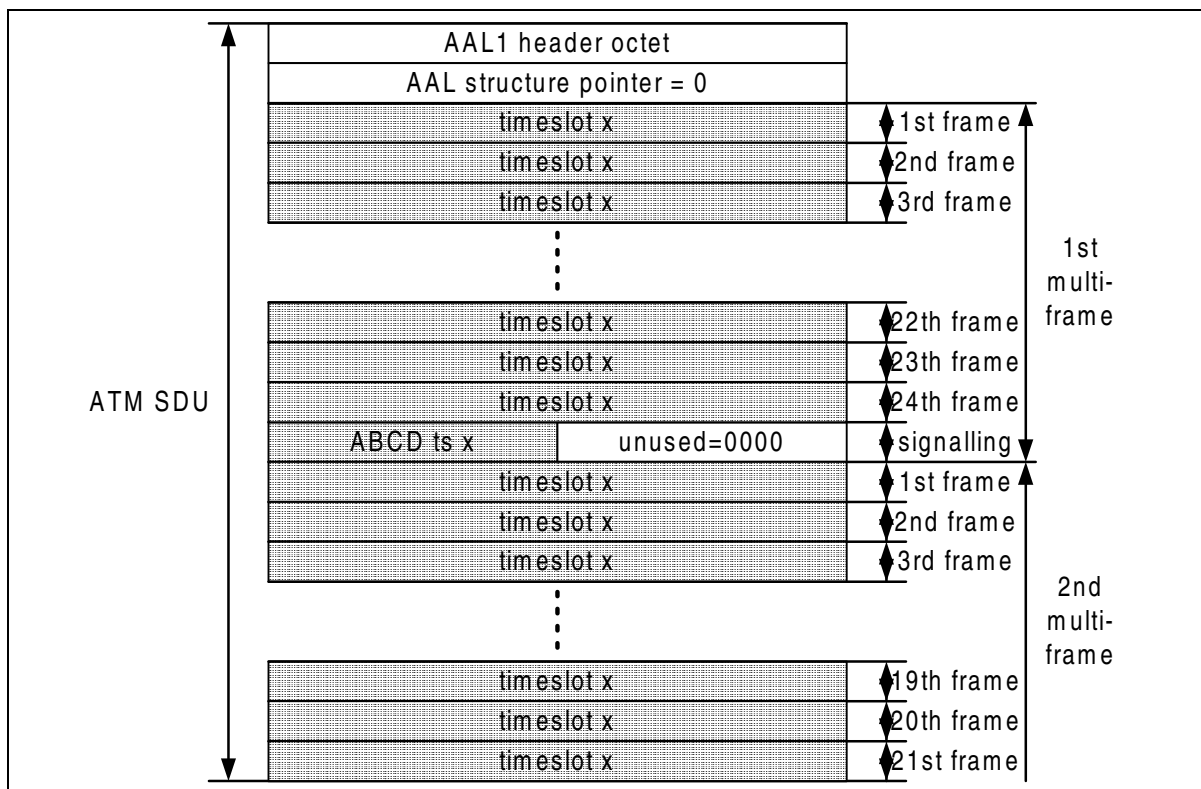 AAL1 header octet
AAL structure pointer = 0
timeslot x
1st frame
timeslot x
2nd frame
timeslot x
3rd frame
1st
multi-
frame
timeslot x
22th frame
timeslot x
23th frame
timeslot x
24th frame
ATM SDU
ABCD ts x
unused=0000
signalling
timeslot x
1st frame
timeslot x
2nd frame
timeslot x
3rd frame
2nd
multi-
frame
timeslot x
19th frame
timeslot x
20th frame
timeslot x
21st frame